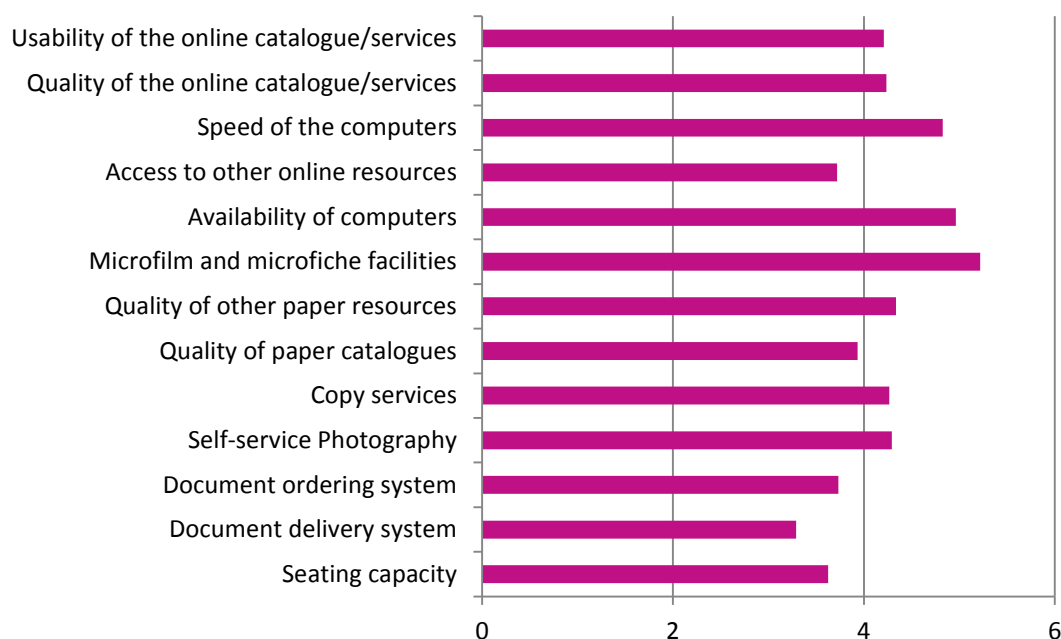 Usability of the online catalogue/services
Quality of the online catalogue/services
Speed of the computers
Access to other online resources
Availability of computers
Microfilm and microfiche facilities
Quality of other paper resources
Quality of paper catalogues
Copy services
Self-service Photography
Document ordering system
Document delivery system
Seating capacity
0 2 4 6